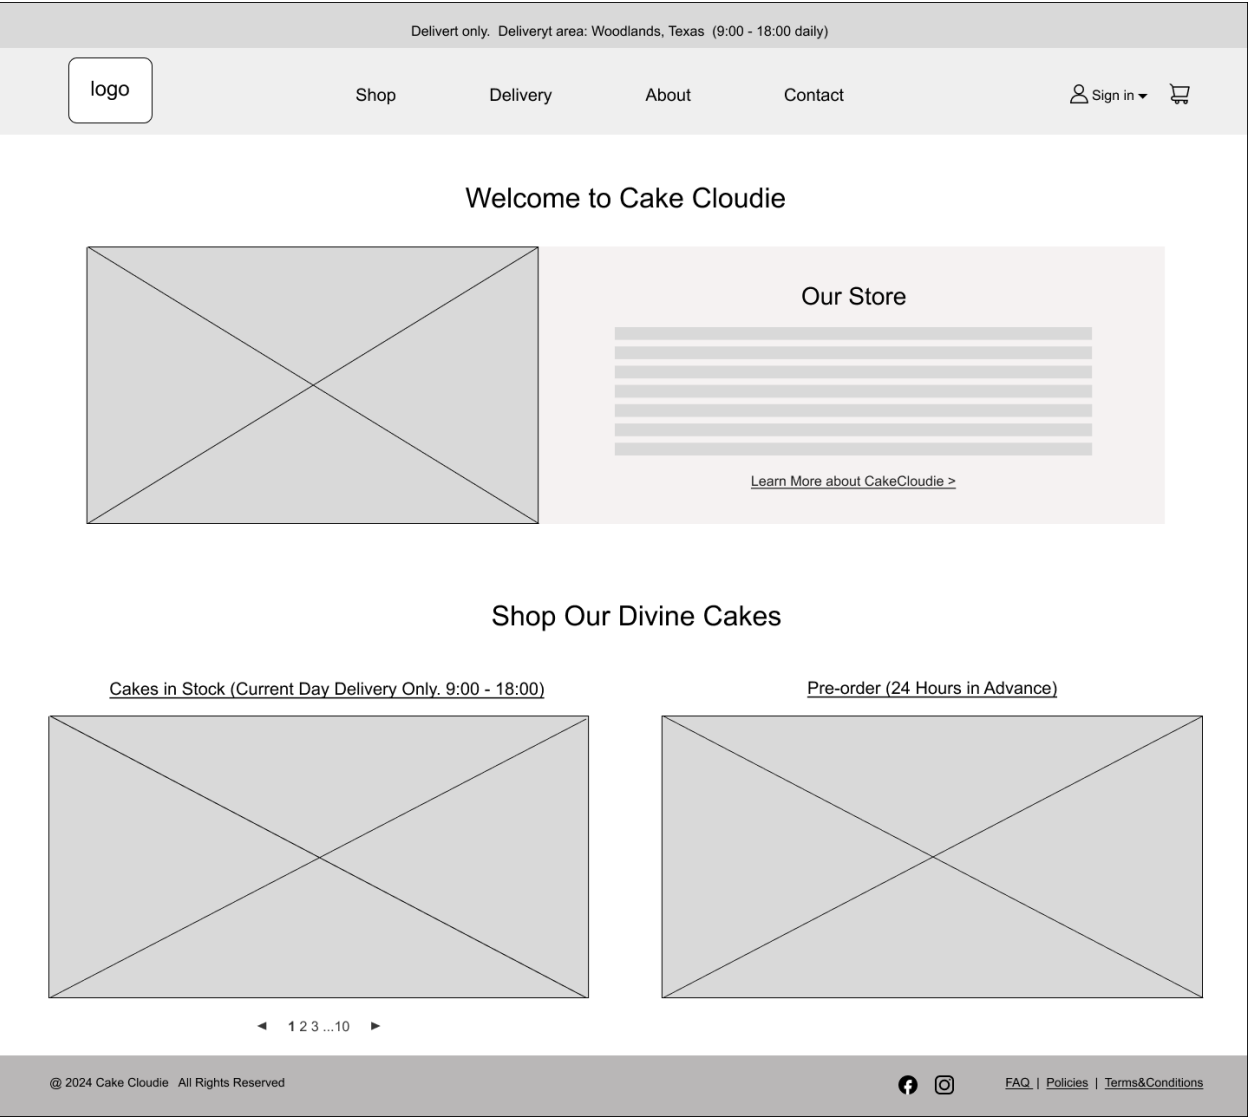 Delivert only.  Deliveryt area: Woodlands, Texas  (9:00 - 18:00 daily)
logo
Shop
Delivery
About
Contact
Sign in
Welcome to Cake Cloudie
Our Store
Learn More about CakeCloudie >
Shop Our Divine Cakes
Cakes in Stock (Current Day Delivery Only. 9:00 - 18:00)
Pre-order (24 Hours in Advance)
1 2 3 ...10
@ 2024 Cake Cloudie   All Rights Reserved
FAQ | Policies | Terms&Conditions